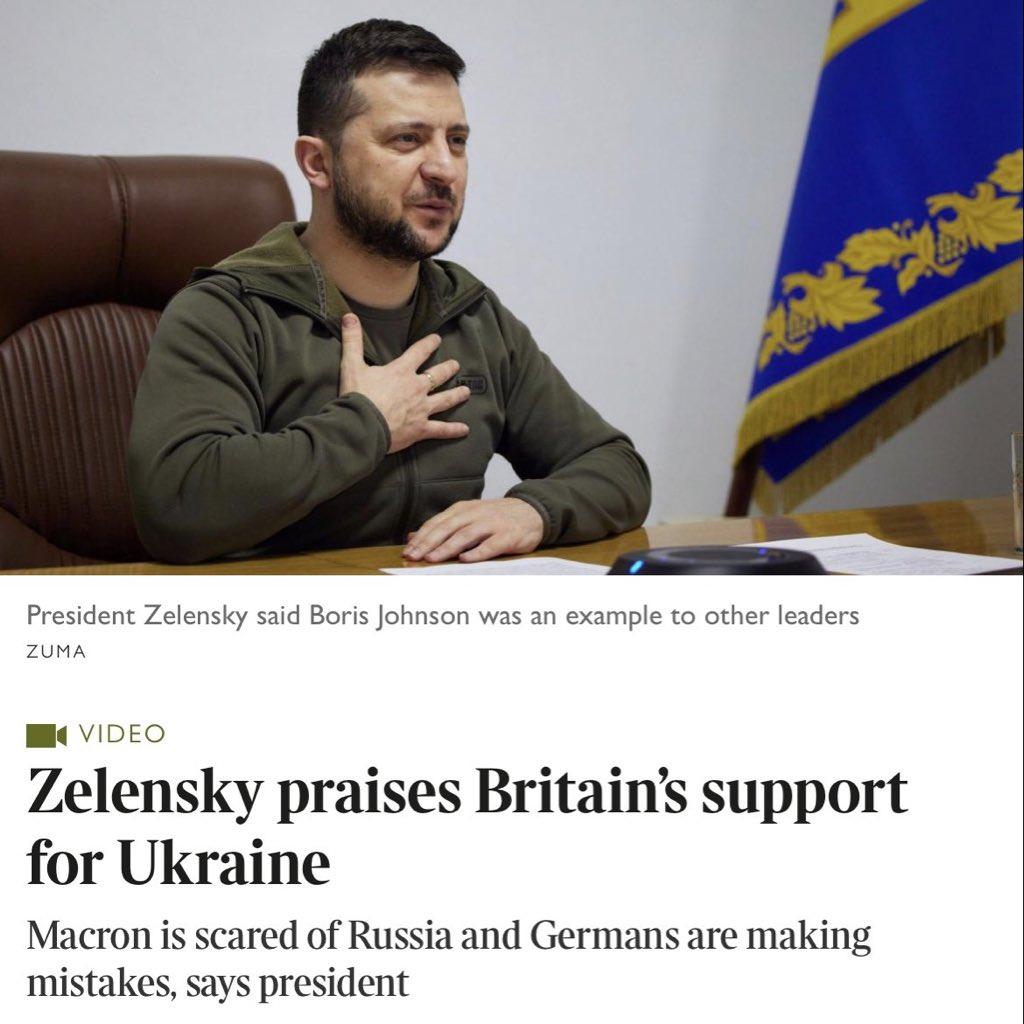 President Zelensky said Boris Johnson was an example to other leaders
ZUMA
VIDEO
Zelensky praises Britain's support
for Ukraine
Macron is scared of Russia and Germans are making
mistakes, says president